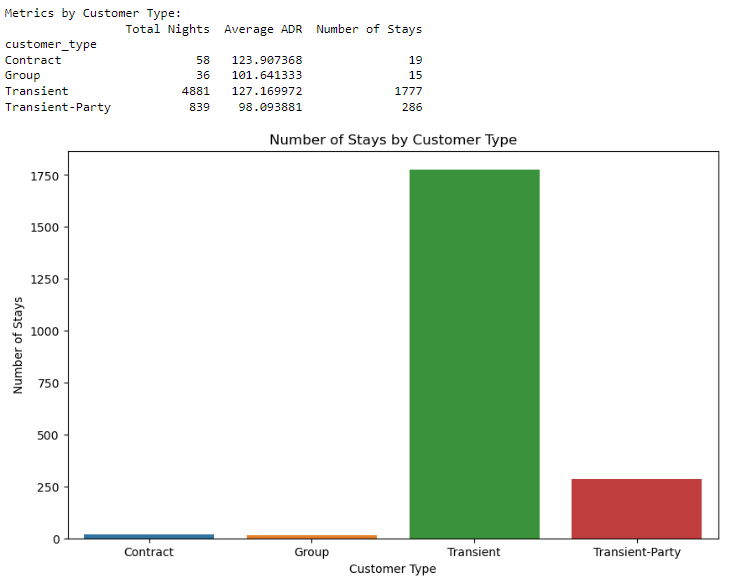 Metrics by Customer Type:
Total Nights Average ADR Number of Stays
customer_type
Contract 58 123.907368 19
Group 36 101.641333 15
Transient 4881 127.169972 1777
Transient-Party 839 98.093881 286
Number of Stays by Customer Type
1750
1500
1250
1000
750
500
250
0
Number of Stays
Contract Group Transient Transient-Party
Customer Type